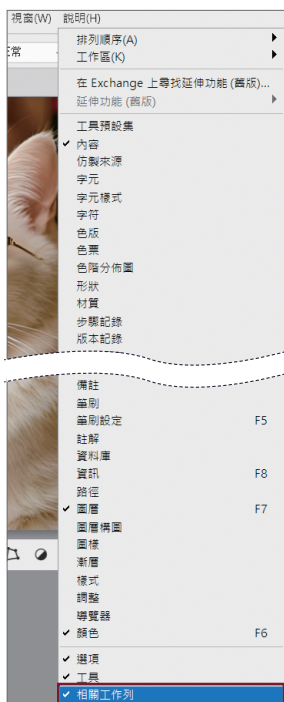 視窗(W) 說明(H)
排列順序(A)
工作區(K)
常
在 Exchange 上尋找延伸功能 (舊版)...
延伸功能 (舊版)
工具預設集
✓ 內容
仿製來源
字元
字元樣式
字符
色版
色票
色階分佈圖
形狀
材質
步驟記錄
版本記錄
備註
筆刷
筆刷設定 F5
註解
資料庫
資訊 F8
路徑
✓ 圖層 F7
圖層構圖
圖樣
漸層
樣式
調整
導覽器
✓ 顏色 F6
✓ 選項
✓ 工具
✓ 相關工作列